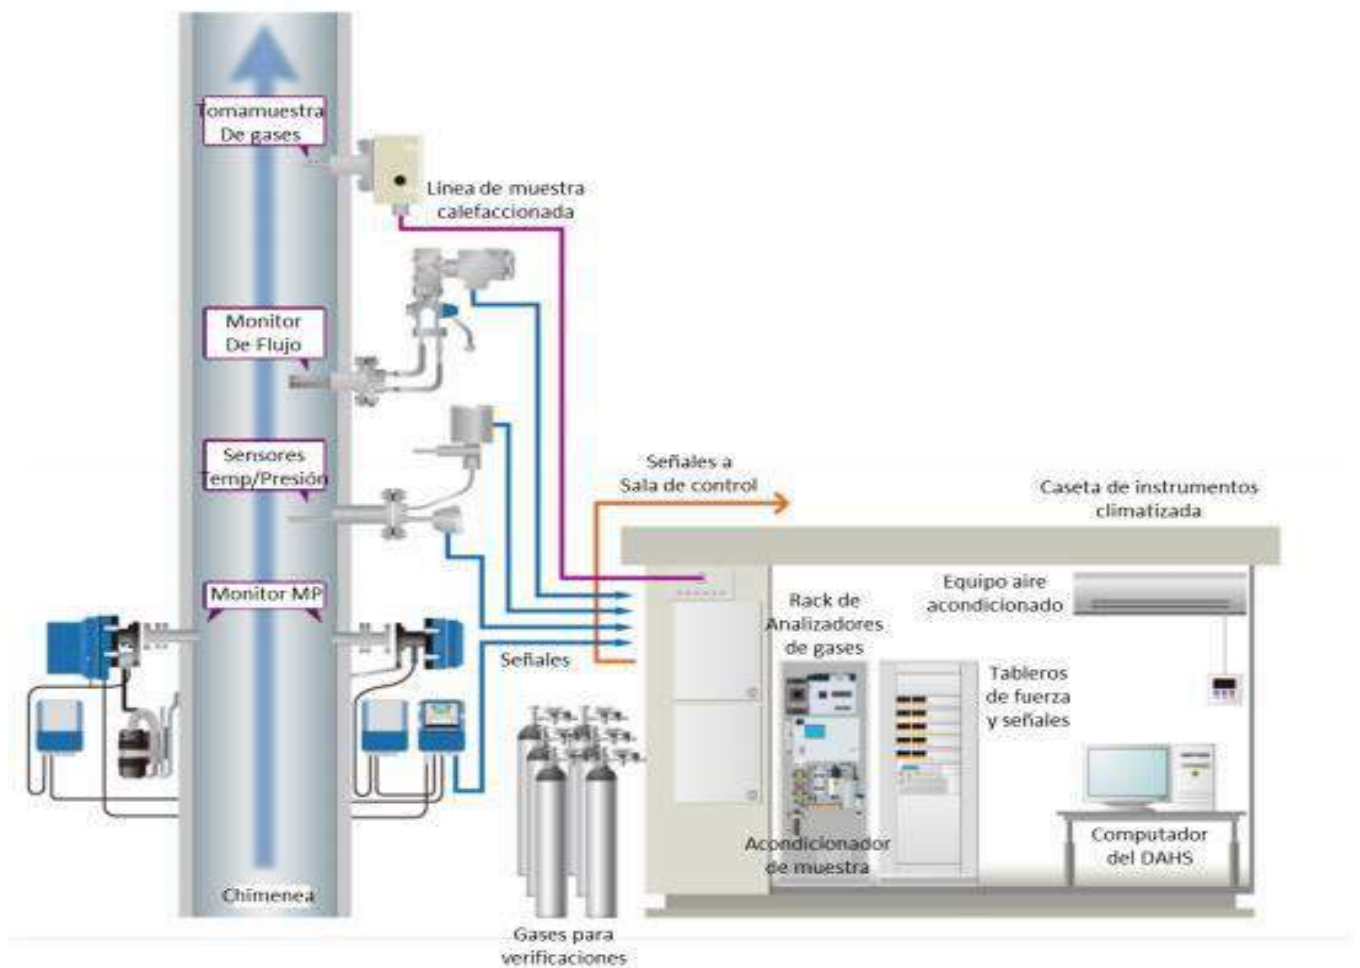 Tomamuestra
De gases
Línea de muestra
calefaccionada
Monitor
De Flujo
Sensores
Temp/Presión
Señales a
Sala de control
Caseta de instrumentos
climatizada
Monitor MP
Equipo aire
acondicionado
Rack de
Analizadores
de gases
Señales
Tableros
de fuerza
y señales
Acondicionador
de muestra
Computador
del DAHS
Chimenea
Gases para
verificaciones